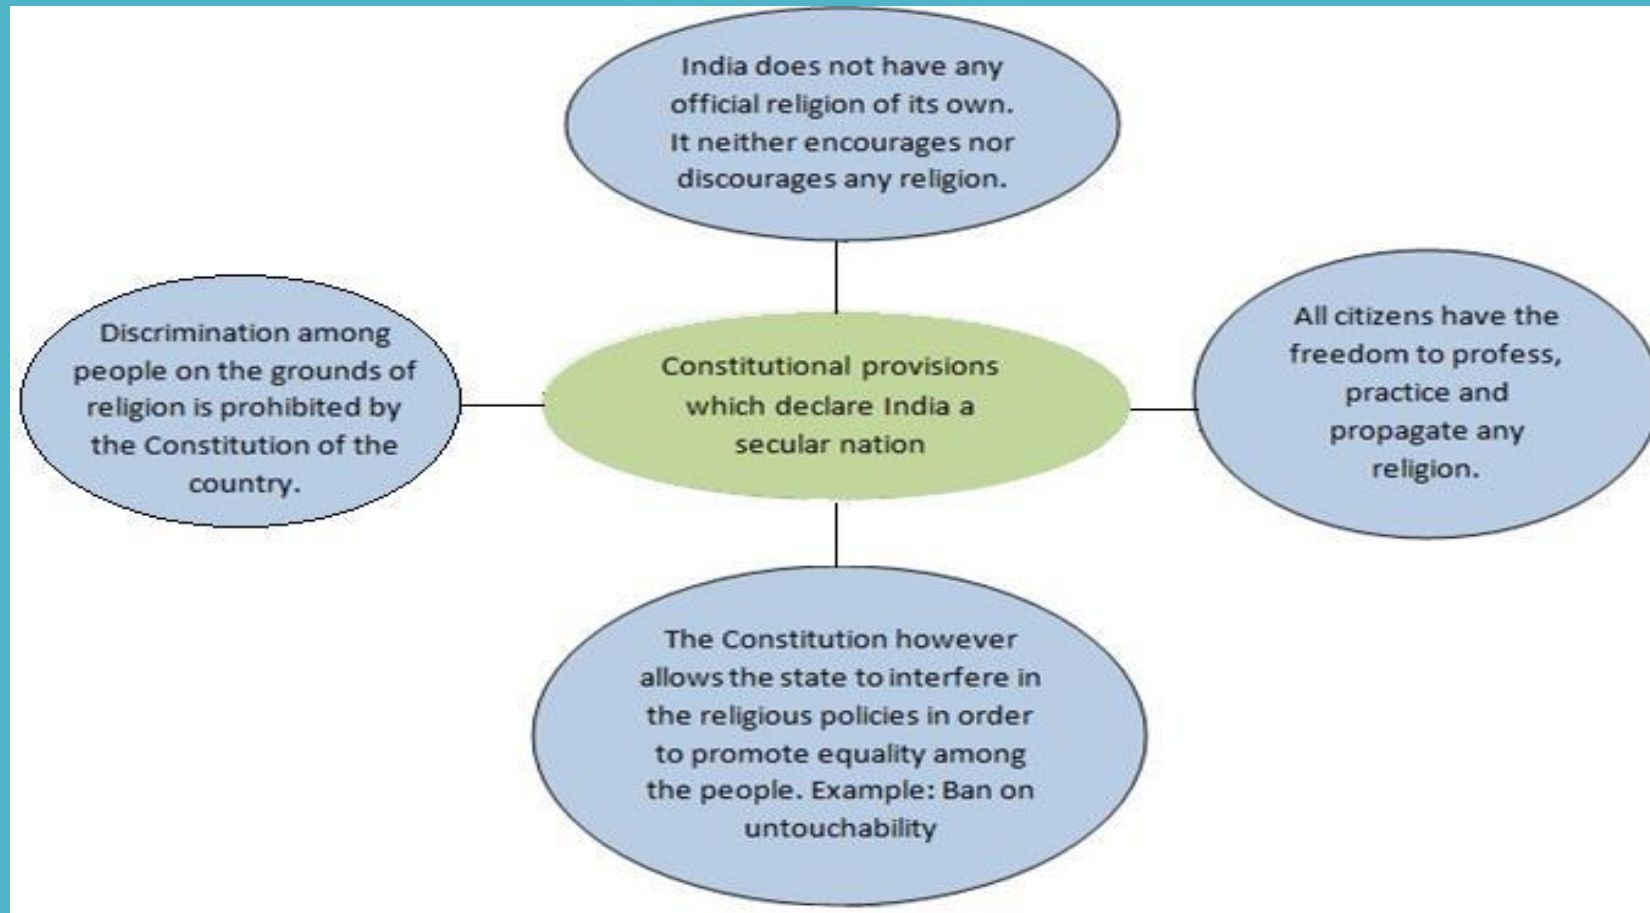 India does not have any
official religion of its own.
It neither encourages nor
discourages any religion.
Discrimination among
people on the grounds of
religion is prohibited by
the Constitution of the
country.
Constitutional provisions
which declare India a
secular nation
All citizens have the
freedom to profess,
practice and
propagate any
religion.
The Constitution however
allows the state to interfere in
the religious policies in order
to promote equality among
the people. Example: Ban on
untouchability